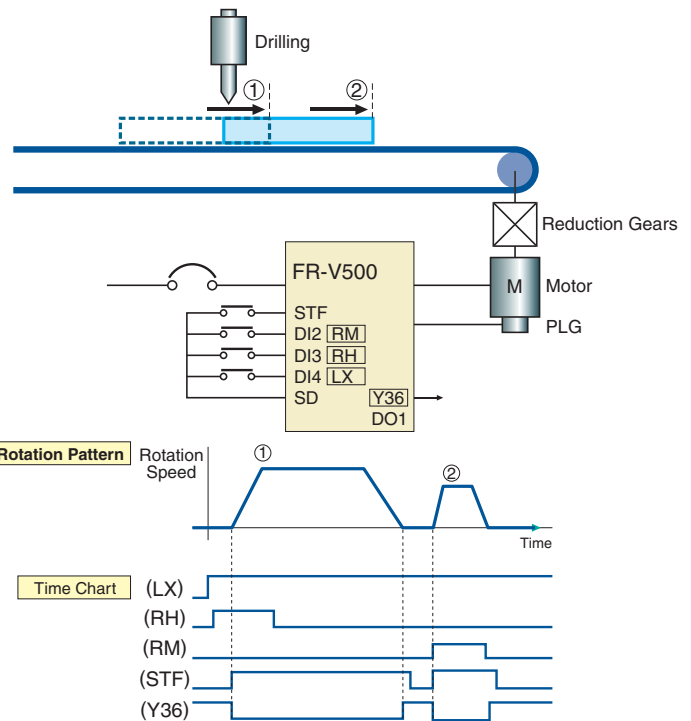 Drilling
①
②
Reduction Gears
FR-V500
M
Motor
STF
PLG
DI2 RM
DI3 RH
DI4 LX
SD
Y36
DO1
Rotation Pattern
Rotation
Speed
①
②
Time
Time Chart
(LX)
(RH)
(RM)
(STF)
(Y36)